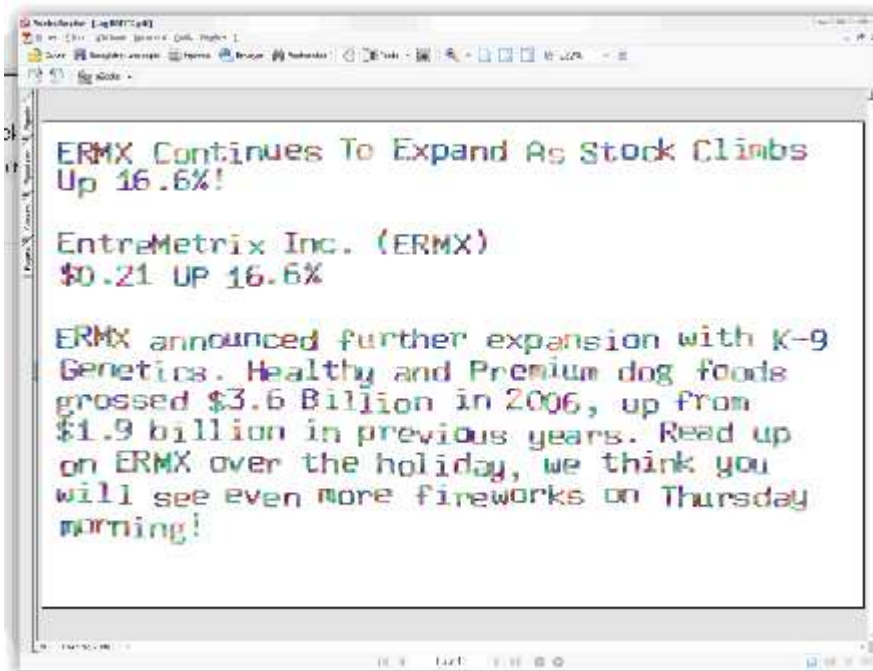 ERMX Continues To Expand As Stock Climbs
Up 16.6%!
EntreMetrix Inc. (ERMX)
$0.21 UP 16.6%
ERMX announced further expansion with K-9
Genetics. Healthy and Premium dog foods
grossed $3.6 Billion in 2006, up from
$1.9 billion in previous years. Read up
on ERMX over the holiday, we think you
will see even more fireworks on Thursday
morning!